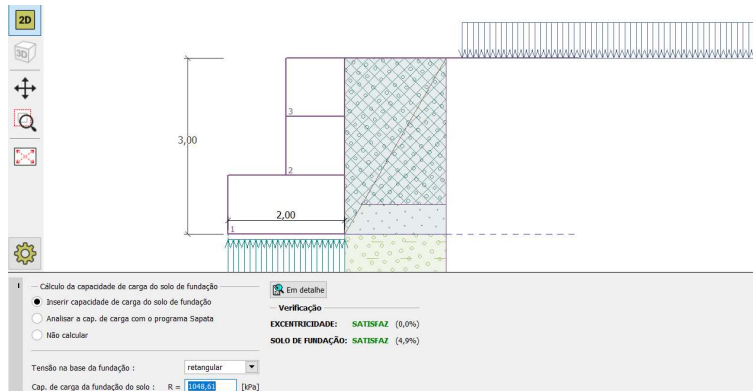 2D
3D
3,00
3
2
2,00
1
Cálculo da capacidade de carga do solo de fundação
Inserir capacidade de carga do solo de fundação
Analisar a cap. de carga com o programa Sapata
Não calcular
Tensão na base da fundação :
retangular
Cap. de carga da fundação do solo : R = 1048,61 [kPa]
Em detalhe
Verificação
EXCENTRICIDADE: SATISFAZ (0,0%)
SOLO DE FUNDAÇÃO: SATISFAZ (4,9%)